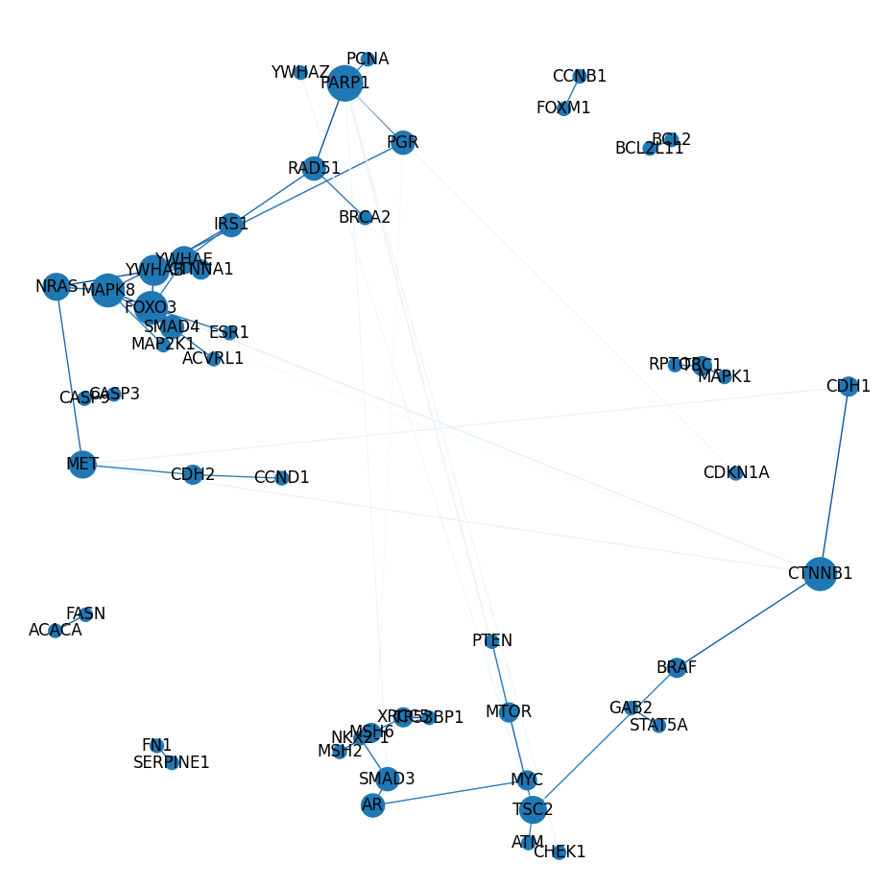 PCNA
YWHAZ
PARP1
CCNB1
FOXM1
BCL2
BCL2L11
PGR
RAD51
BRCA2
IRS1
YWHAE
YWHAB
CTNNA1
NRAS
MAPK8
FOXO3
SMAD4
ESR1
MAP2K1
ACVRL1
RPTOR
TSC1
MAPK1
CDH1
CASP3
CASP9
MET
CDH2
CCND1
CDKN1A
CTNNB1
FASN
ACACA
PTEN
BRAF
GAB2
MTOR
STAT5A
XRCC5
TP53BP1
MSH6
NKX2-1
MSH2
FN1
SERPINE1
SMAD3
MYC
AR
TSC2
ATM
CHEK1